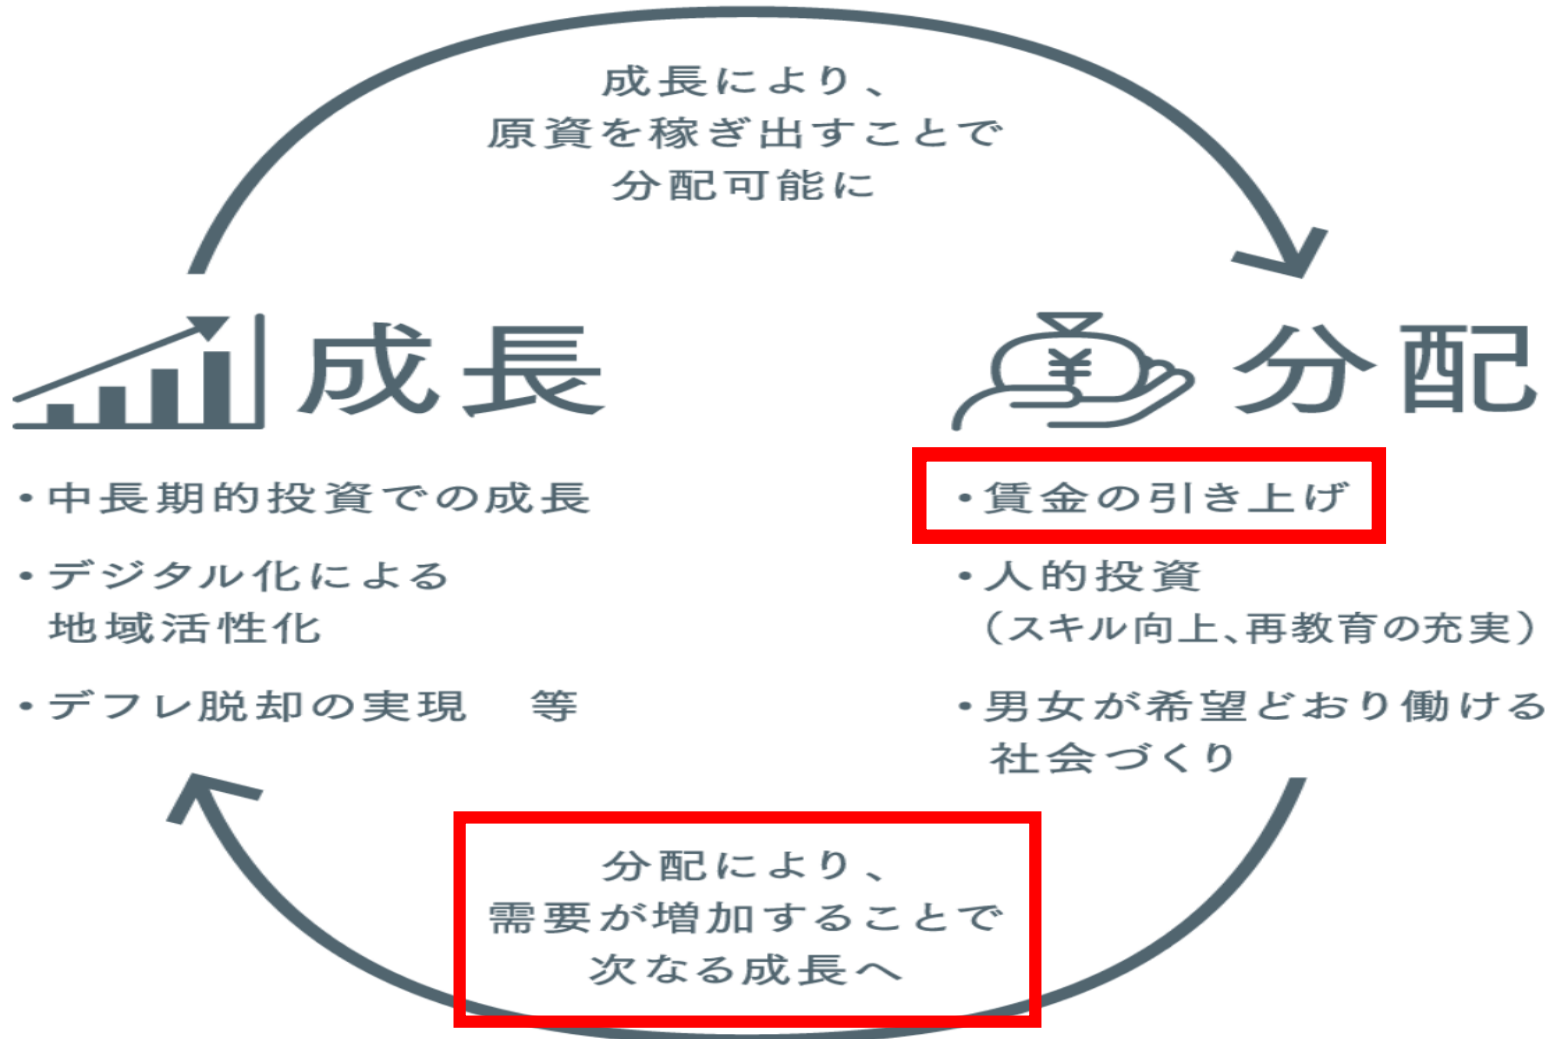 成長により、
原資を稼ぎ出すことで
分配可能に
成長
・中長期的投資での成長
・デジタル化による
地域活性化
・デフレ脱却の実現　等
¥
分配
・賃金の引き上げ
・人的投資
（スキル向上、再教育の充実）
・男女が希望どおり働ける
社会づくり
分配により、
需要が増加することで
次なる成長へ